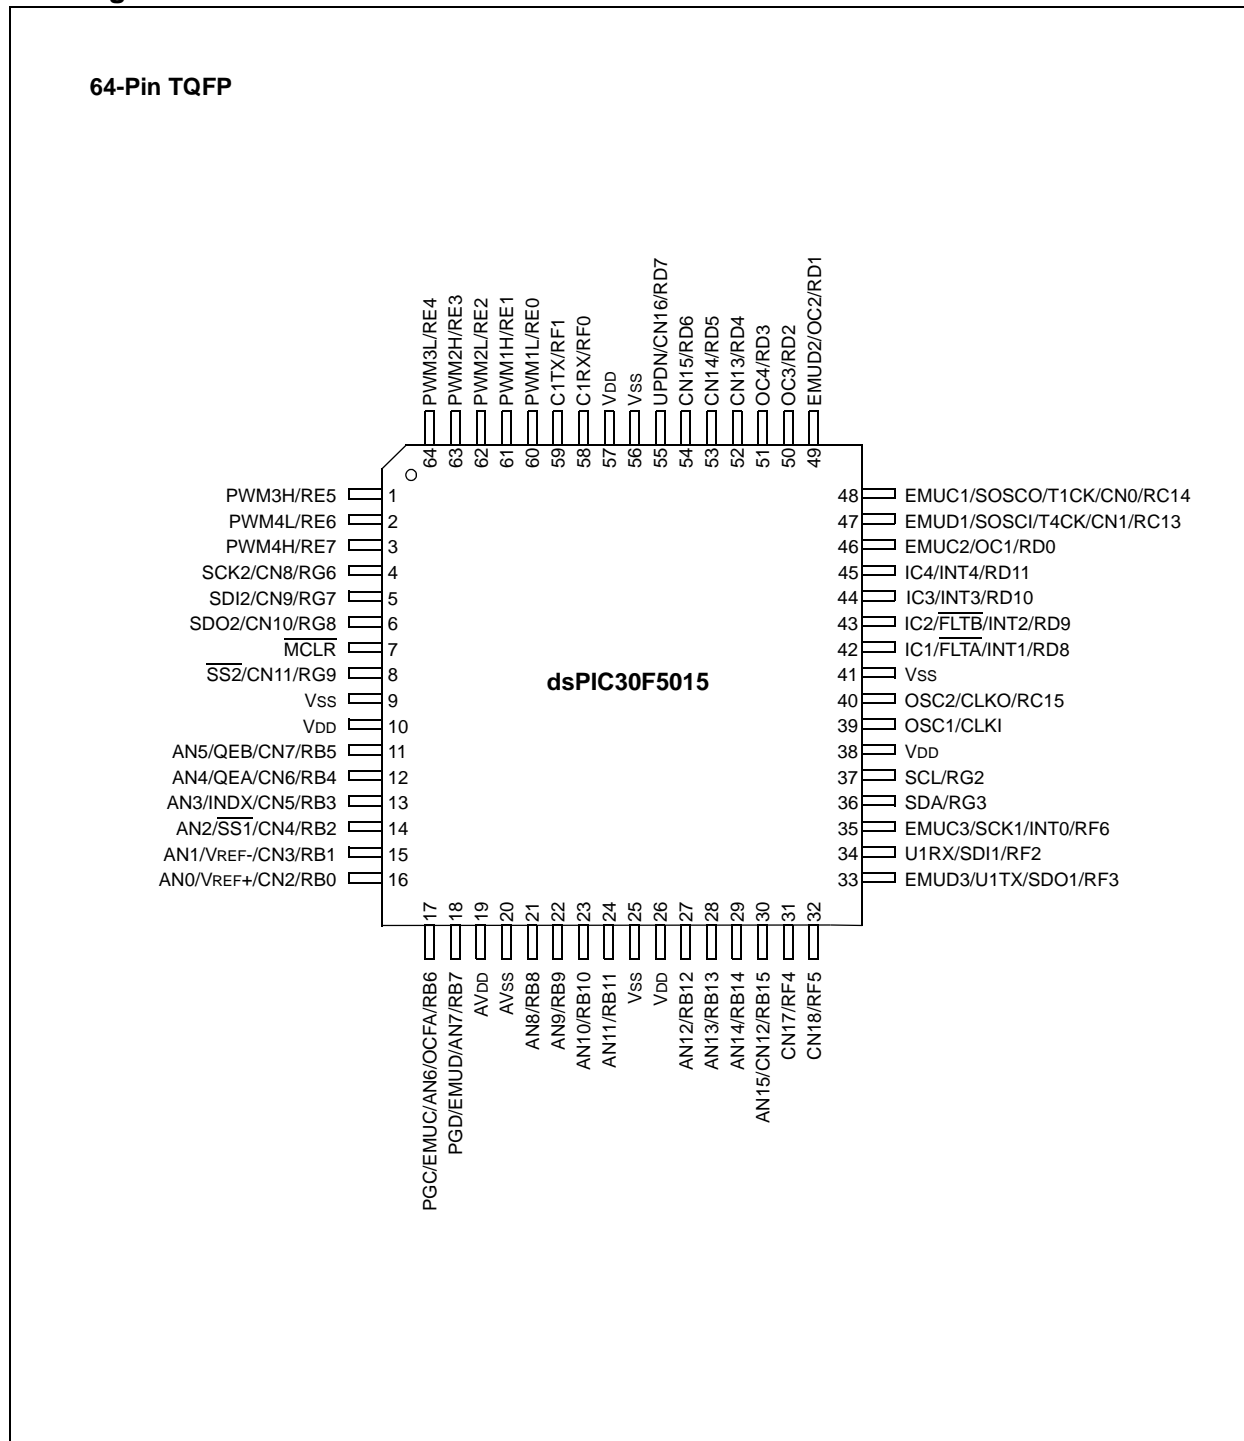 64-Pin TQFP
PWM3L/RE4
PWM2H/RE3
PWM2L/RE2
PWM1H/RE1
PWM1L/RE0
C1TX/RF1
C1RX/RF0
VDD
VSS
UPDN/CN16/RD7
CN15/RD6
CN14/RD5
CN13/RD4
OC4/RD3
OC3/RD2
EMUD2/OC2/RD1
64 63 62 61 60 59 58 57 56 55 54 53 52 51 50 49
PWM3H/RE5 1
PWM4L/RE6 2
PWM4H/RE7 3
SCK2/CN8/RG6 4
SDI2/CN9/RG7 5
SDO2/CN10/RG8 6
MCLR 7
SS2/CN11/RG9 8
VSS 9
VDD 10
AN5/QEB/CN7/RB5 11
AN4/QEA/CN6/RB4 12
AN3/INDX/CN5/RB3 13
AN2/SS1/CN4/RB2 14
AN1/VREF-/CN3/RB1 15
AN0/VREF+/CN2/RB0 16
dsPIC30F5015
48 EMUC1/SOSCO/T1CK/CN0/RC14
47 EMUD1/SOSCI/T4CK/CN1/RC13
46 EMUC2/OC1/RD0
45 IC4/INT4/RD11
44 IC3/INT3/RD10
43 IC2/FLTB/INT2/RD9
42 IC1/FLTA/INT1/RD8
41 VSS
40 OSC2/CLKO/RC15
39 OSC1/CLKI
38 VDD
37 SCL/RG2
36 SDA/RG3
35 EMUC3/SCK1/INT0/RF6
34 U1RX/SDI1/RF2
33 EMUD3/U1TX/SDO1/RF3
17 18 19 20 21 22 23 24 25 26 27 28 29 30 31 32
PGC/EMUC/AN6/OCFA/RB6
PGD/EMUD/AN7/RB7
AVDD
AVSS
AN8/RB8
AN9/RB9
AN10/RB10
AN11/RB11
VSS
VDD
AN12/RB12
AN13/RB13
AN14/RB14
AN15/CN12/RB15
CN17/RF4
CN18/RF5